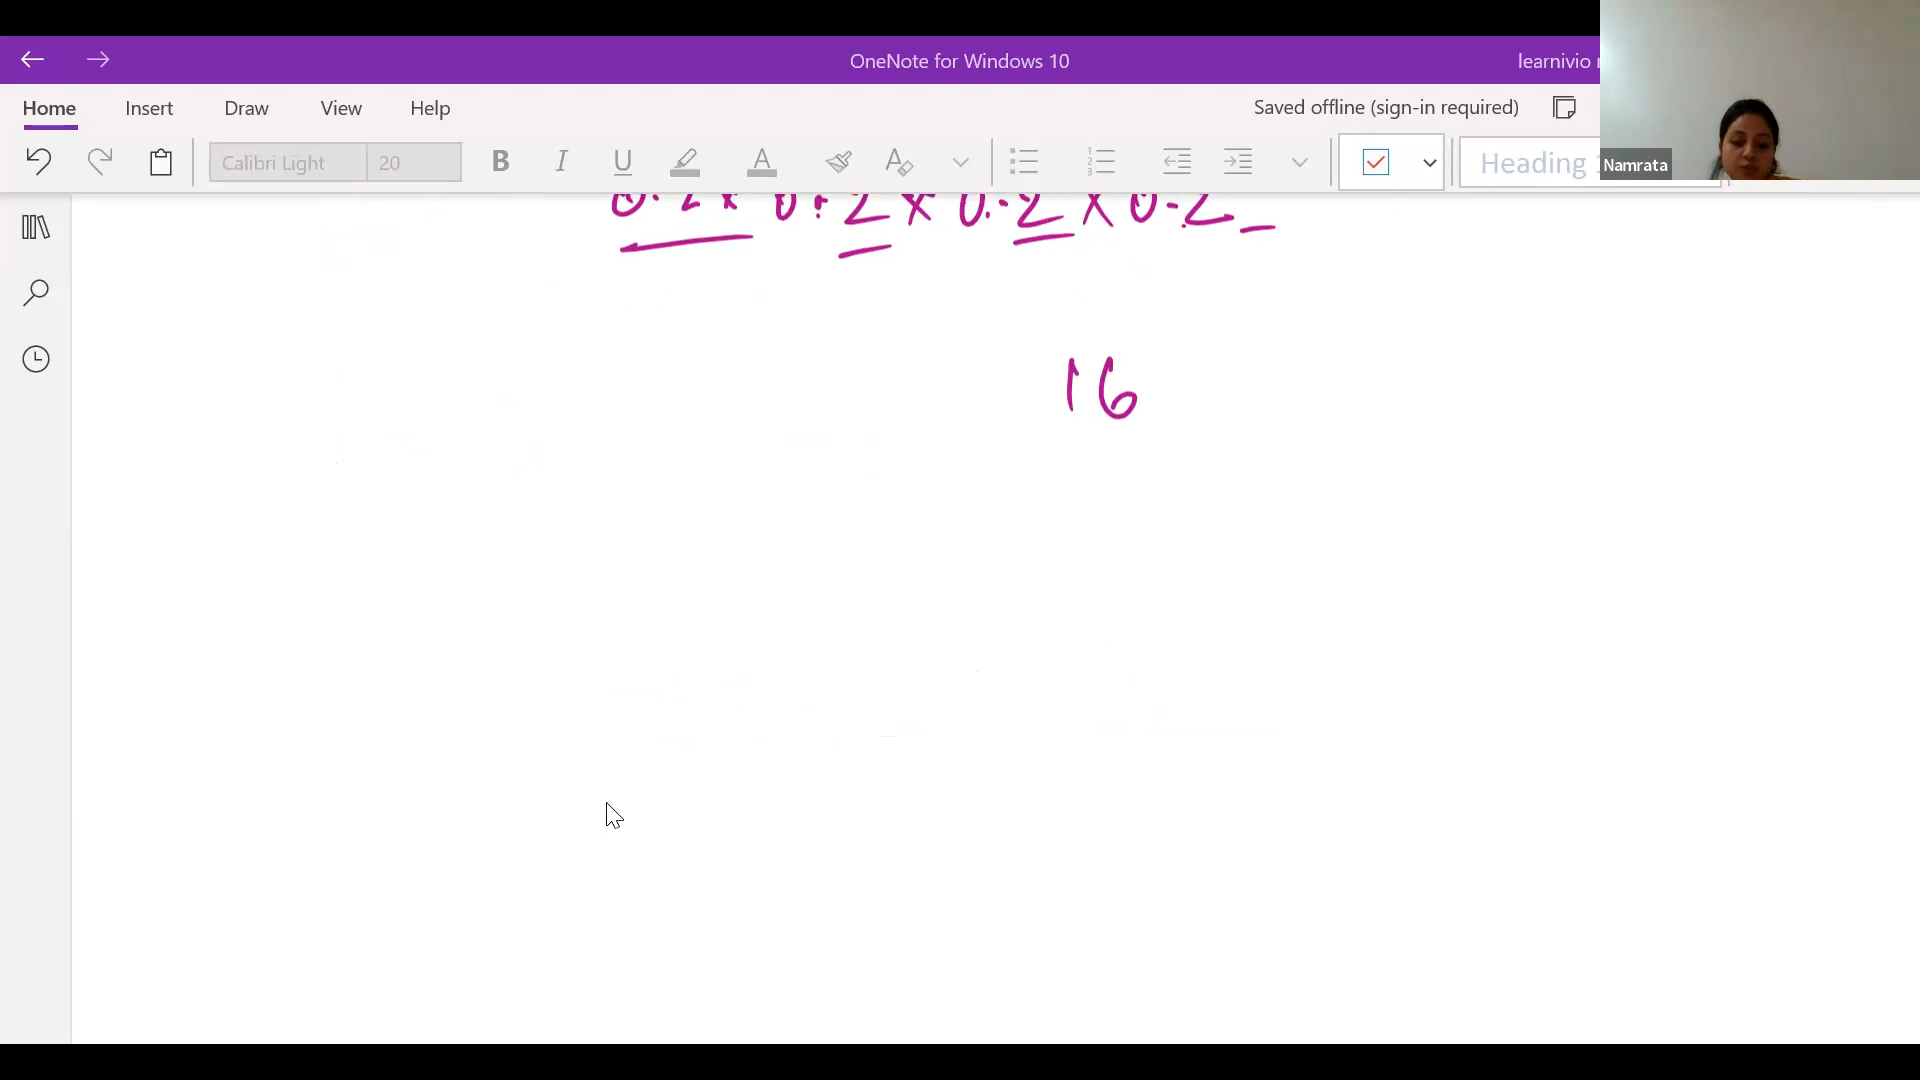 OneNote for Windows 10
learnivio
Home Insert Draw View Help
Saved offline (sign-in required)
Calibri Light 20 B I U A A Heading
Namrata
0.2 x 0.2 x 0.2 x 0.2
16